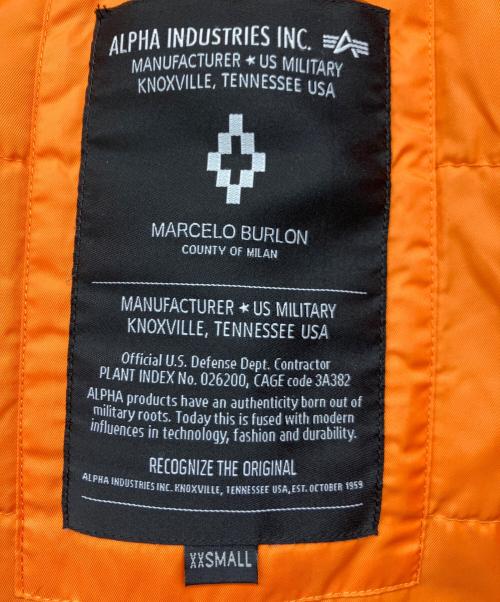 ALPHA INDUSTRIES INC.
MANUFACTURER ★ US MILITARY
KNOXVILLE, TENNESSEE USA
MARCELO BURLON
COUNTY OF MILAN
MANUFACTURER ★ US MILITARY
KNOXVILLE, TENNESSEE USA
Official U.S. Defense Dept. Contractor
PLANT INDEX No. 026200, CAGE code 3A382
ALPHA products have an authenticity born out of
military roots. Today this is fused with modern
influences in technology, fashion and durability.
RECOGNIZE THE ORIGINAL
ALPHA INDUSTRIES INC. KNOXVILLE, TENNESSEE USA, EST. OCTOBER 1959
XXSMALL